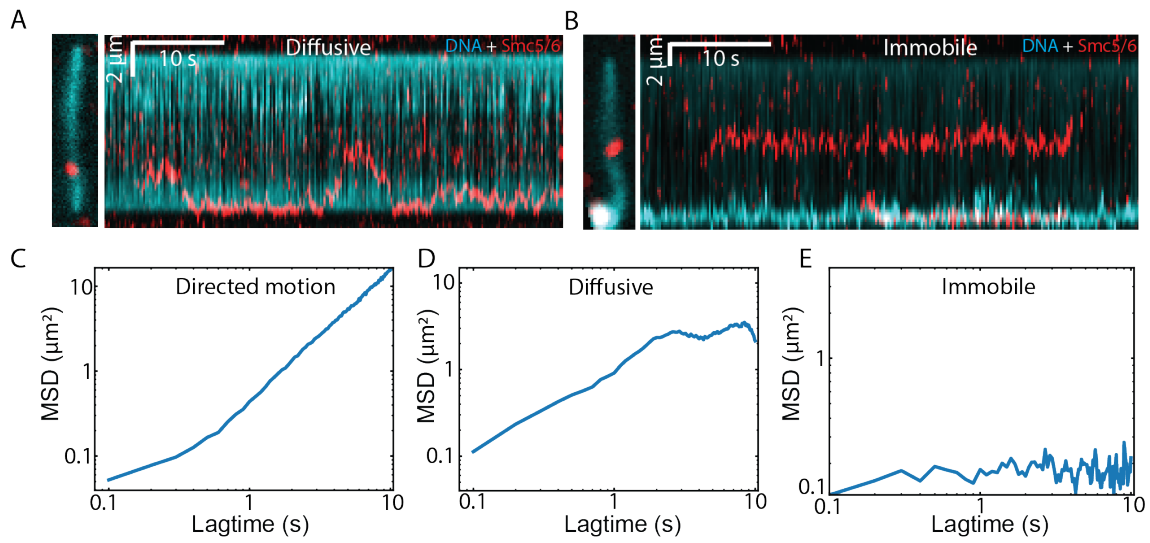 A
2 µm
10 s
Diffusive
DNA + Smc5/6
B
2 µm
10 s
Immobile
DNA + Smc5/6
C
Directed motion
MSD (µm²)
10
1
0.1
0.1
1
10
Lagtime (s)
D
Diffusive
MSD (µm²)
10
1
0.1
0.1
1
10
Lagtime (s)
E
Immobile
MSD (µm²)
1
0.1
0.1
1
10
Lagtime (s)